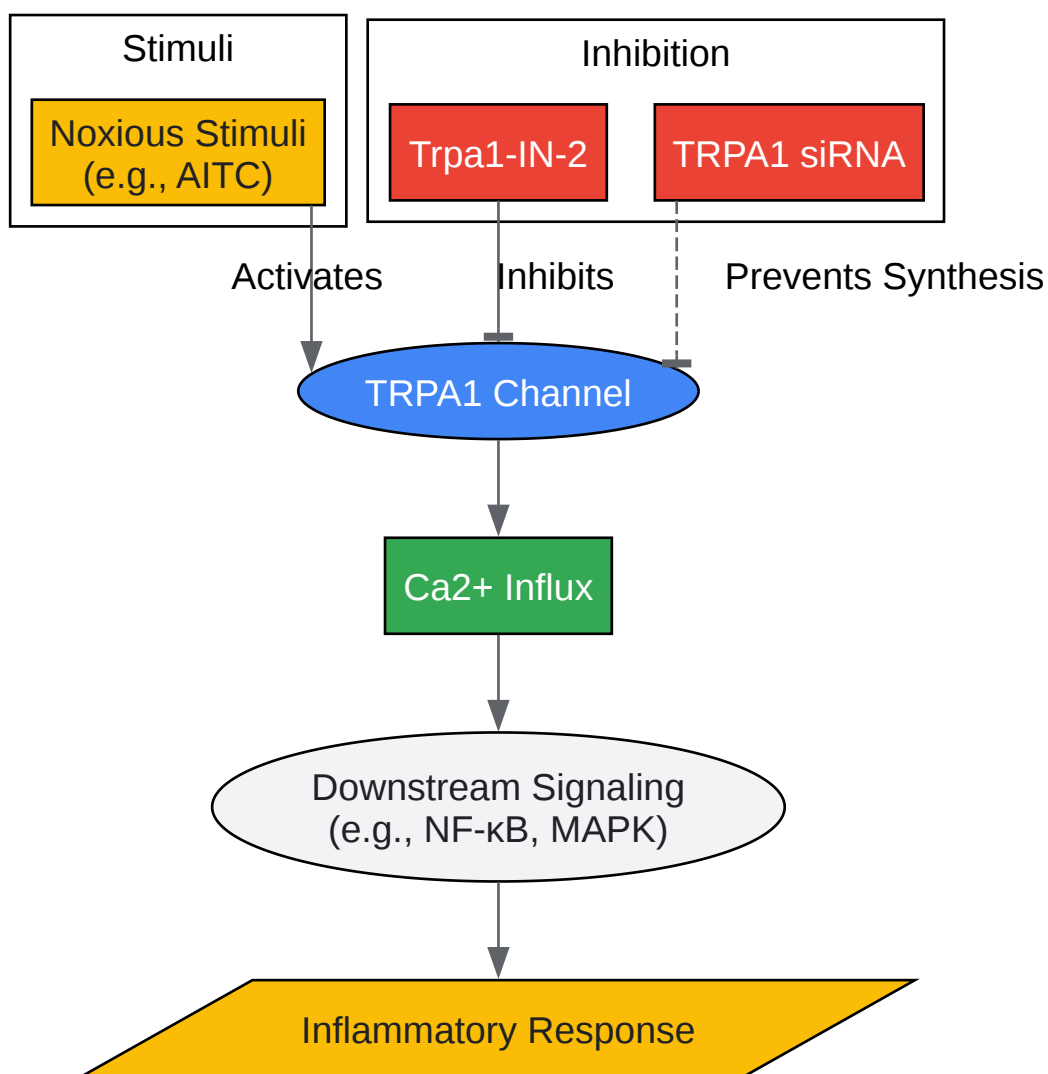 Stimuli
Inhibition
Noxious Stimuli
(e.g., AITC)
Trpa1-IN-2
TRPA1 siRNA
Activates
Inhibits
Prevents Synthesis
TRPA1 Channel
Ca2+ Influx
Downstream Signaling
(e.g., NF-κB, MAPK)
Inflammatory Response